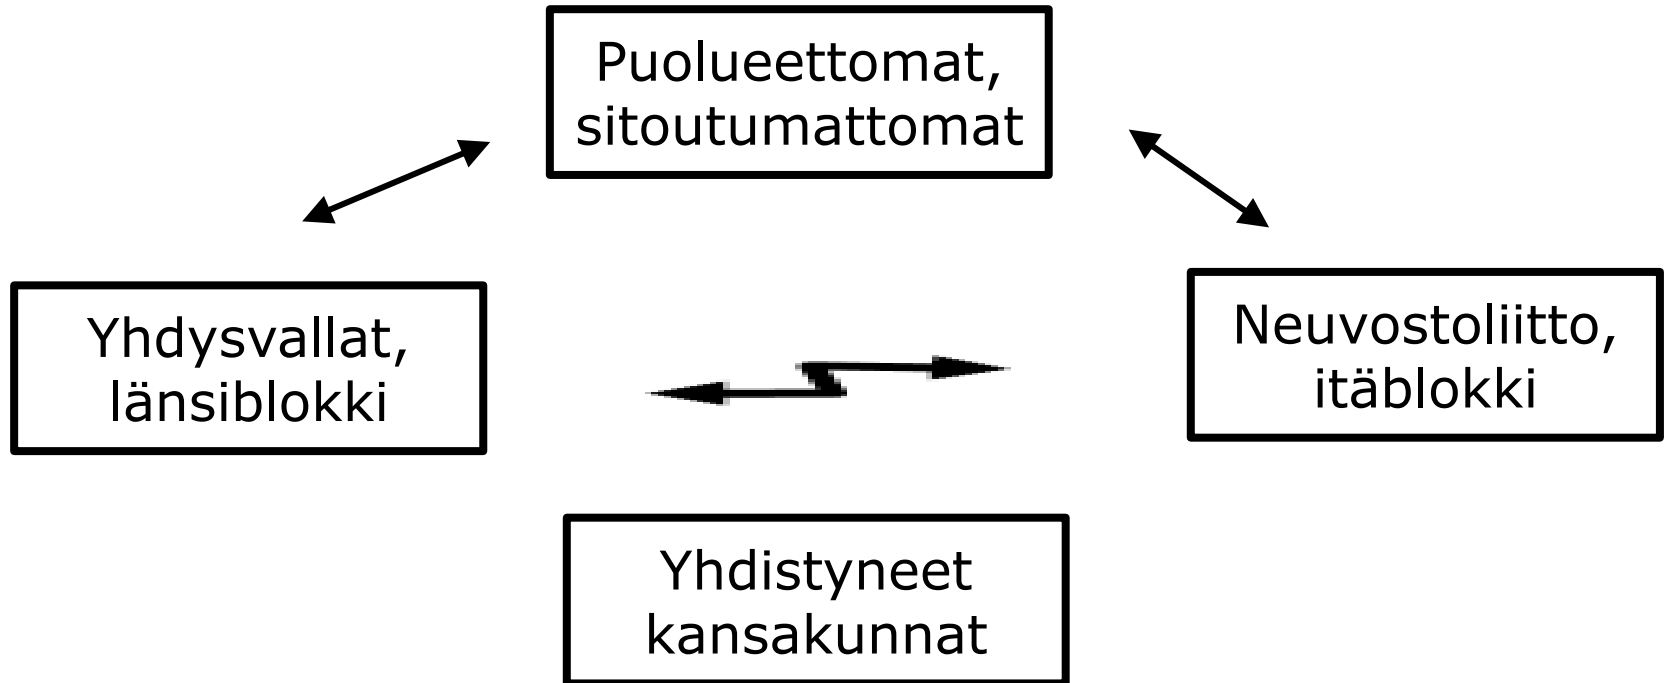 Puolueettomat,
sitoutumattomat
Yhdysvallat,
länsiblokki
Neuvostoliitto,
itäblokki
Yhdistyneet
kansakunnat